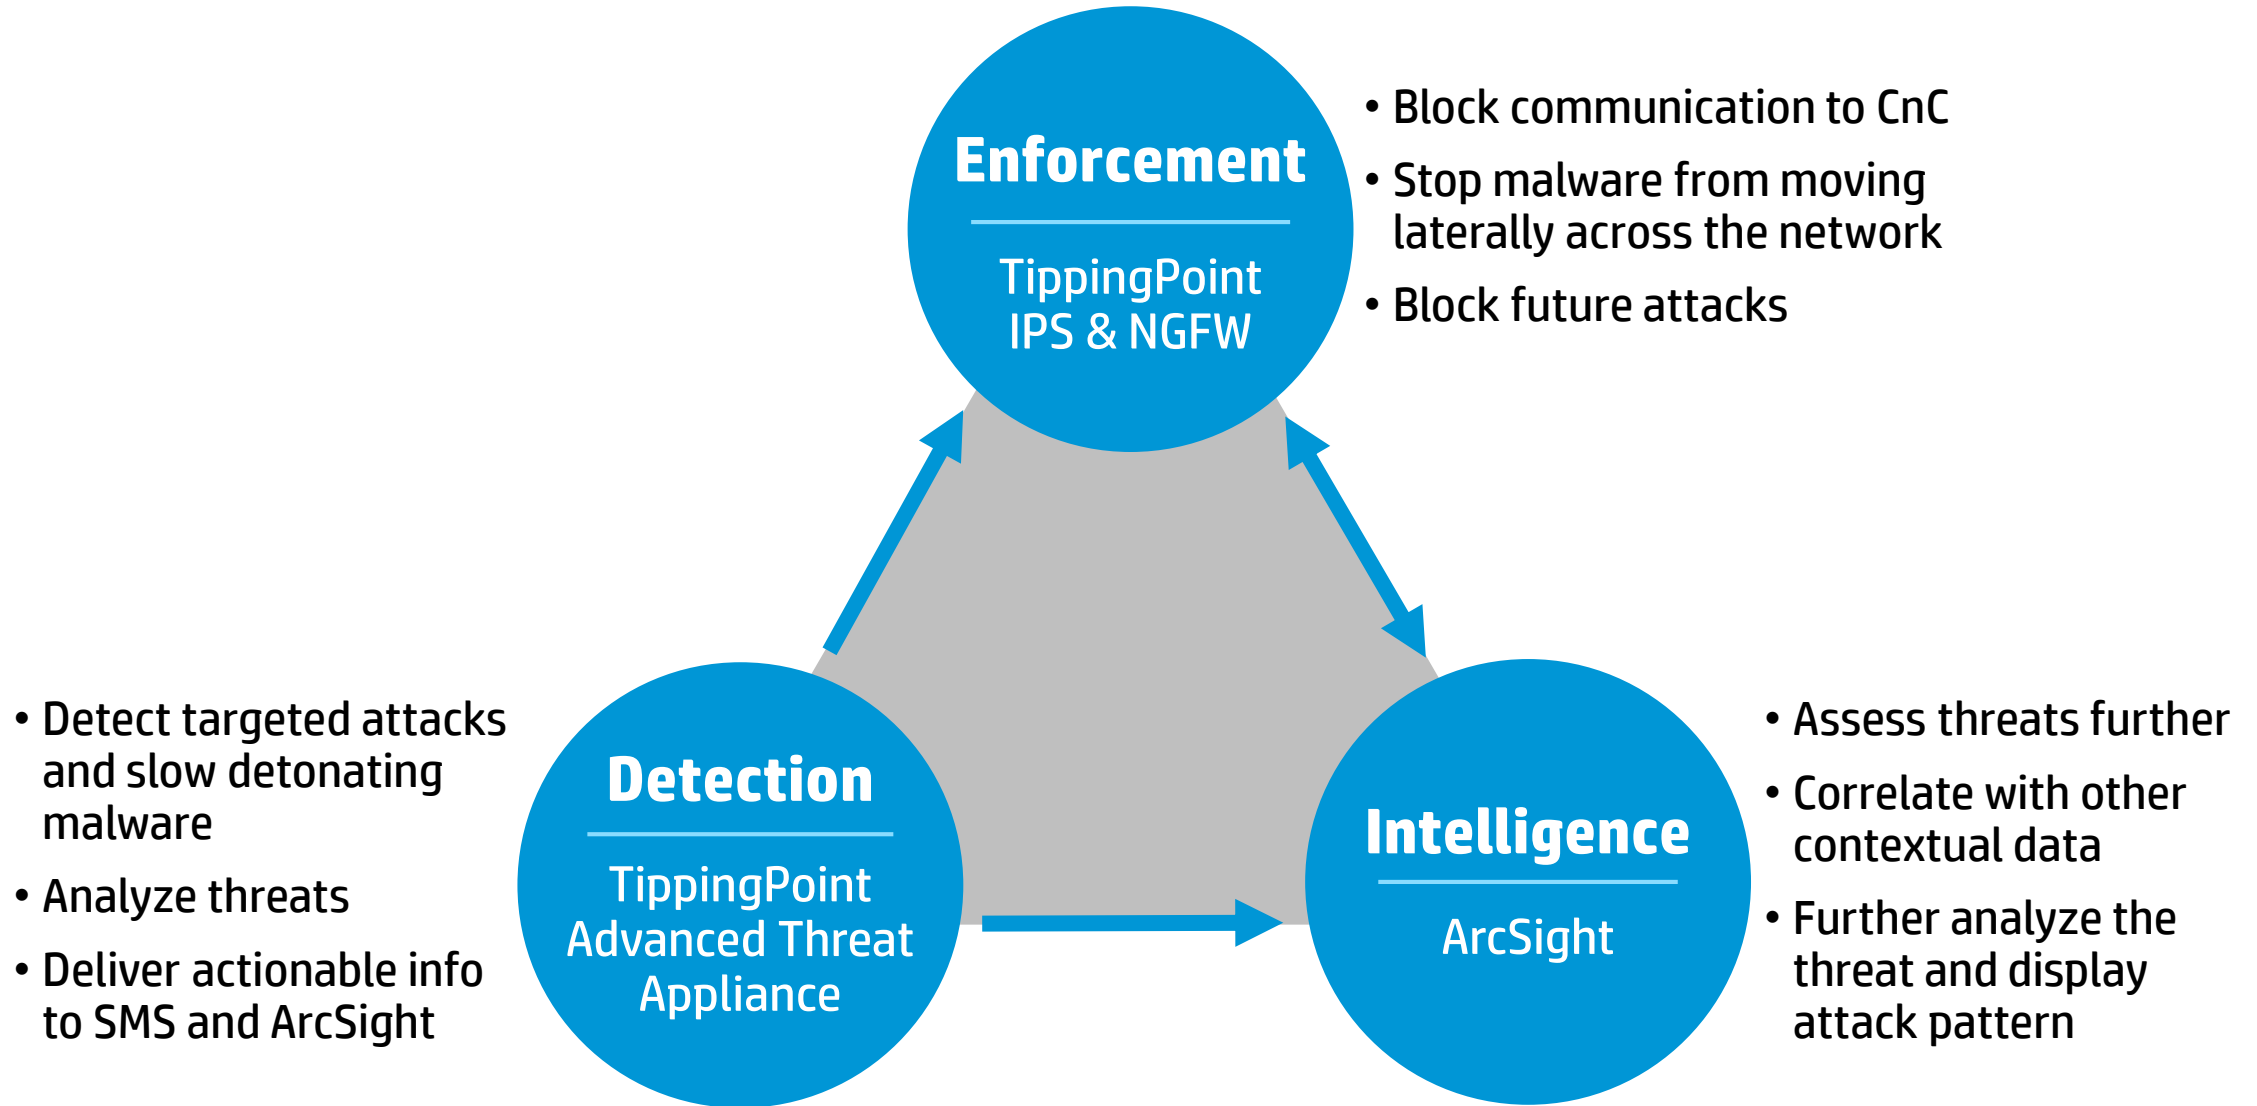 Enforcement
TippingPoint
IPS & NGFW
• Block communication to CnC
• Stop malware from moving
laterally across the network
• Block future attacks
• Detect targeted attacks
and slow detonating
malware
• Analyze threats
• Deliver actionable info
to SMS and ArcSight
Detection
TippingPoint
Advanced Threat
Appliance
Intelligence
ArcSight
• Assess threats further
• Correlate with other
contextual data
• Further analyze the
threat and display
attack pattern